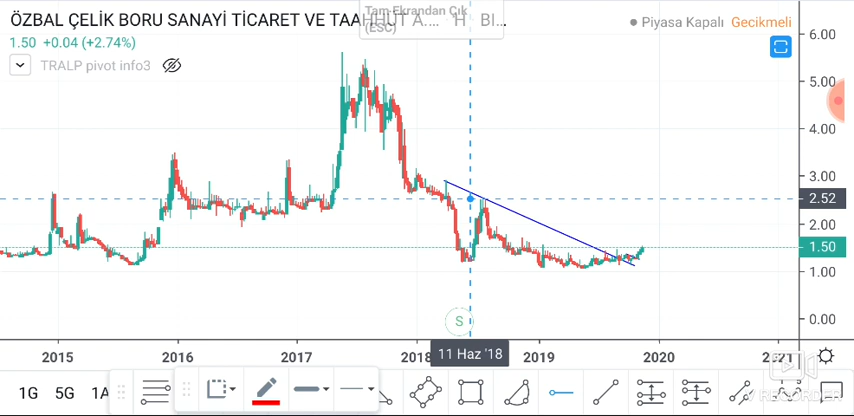 Tam Ekrandan Çık
(ESC)
ÖZBAL ÇELİK BORU SANAYİ TİCARET VE TAAHHÜT A.... H Bİ...
Piyasa Kapalı Gecikmeli
1.50 +0.04 (+2.74%)
TRALP pivot info3
6.00
5.00
4.00
3.00
2.52
2.00
1.50
1.00
0.00
S
2015 2016 2017 2018 11 Haz '18 2019 2020 2021
1G 5G 1A
RECORDER